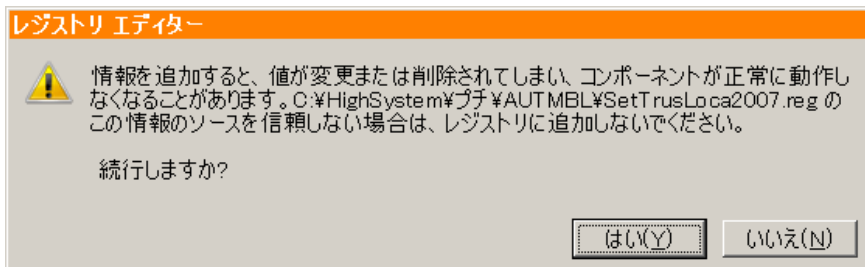 レジストリ エディター
情報を追加すると、値が変更または削除されてしまい、コンポーネントが正常に動作し
なくなることがあります。C:¥HighSystem¥プチ¥AUTMBL¥SetTrusLoca2007.reg の
この情報のソースを信頼しない場合は、レジストリに追加しないでください。
続行しますか?
はい(Y)
いいえ(N)